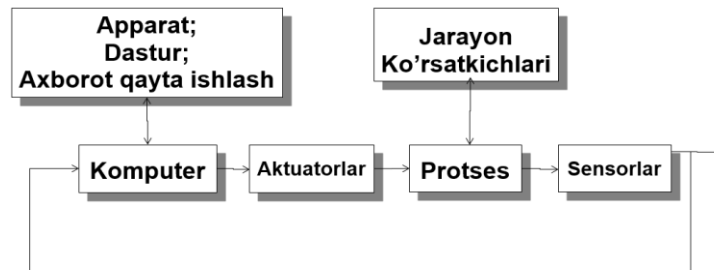 Apparat;
Dastur;
Axborot qayta ishlash
Jarayon
Ko’rsatkichlari
Komputer
Aktuatorlar
Protses
Sensorlar